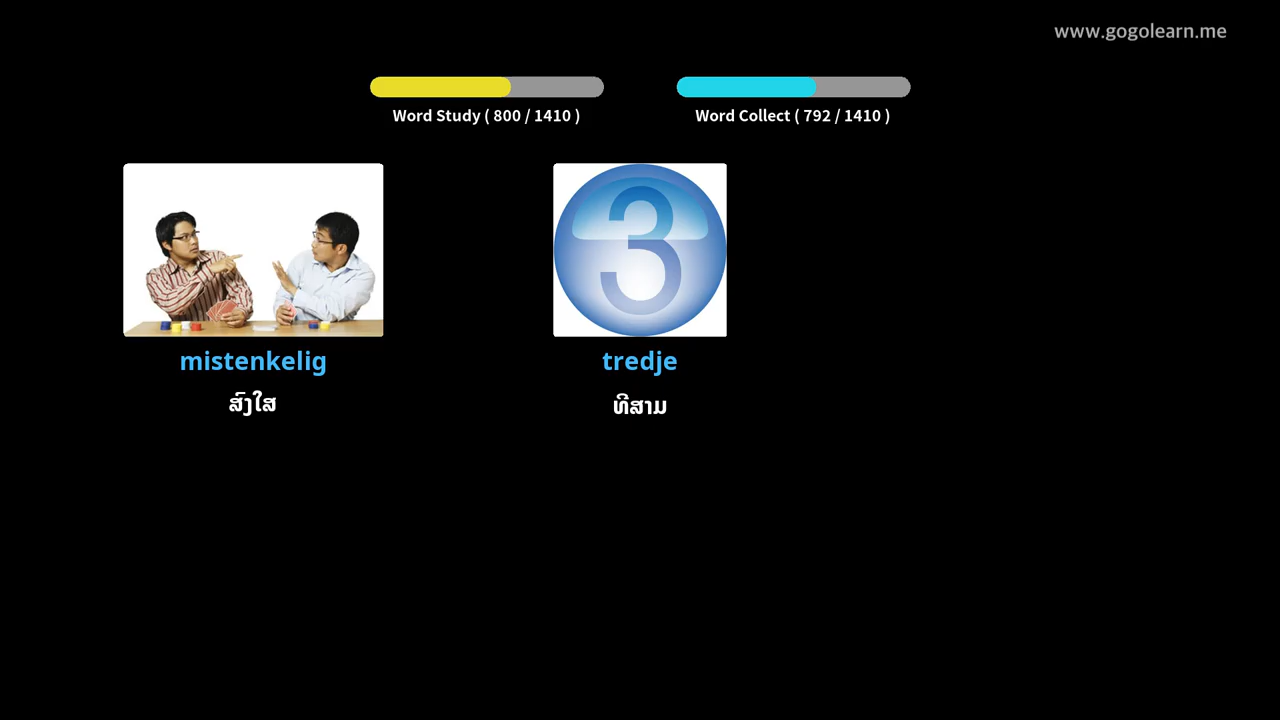 www.gogolearn.me
Word Study ( 800 / 1410 )
Word Collect ( 792 / 1410 )
3
mistenkelig
ສົງໃສ
tredje
ທີສາມ